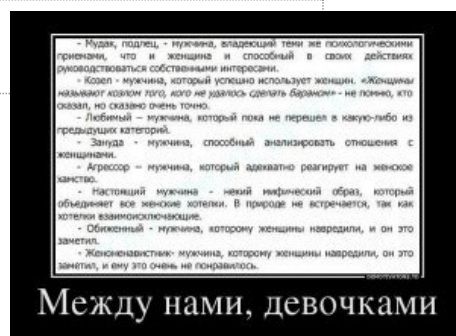 - Мудак, подлец, - мужчина, владеющий теми же психологическими
приемами, что и женщина и способный в своих действиях
руководствоваться собственными интересами.
- Козел - мужчина, который успешно использует женщин. «Женщины
называют козлом того, кого не удалось сделать бараном» - не помню, кто
сказал, но сказано очень точно.
- Любимый – мужчина, который пока не перешел в какую-либо из
предыдущих категорий.
- Зануда - мужчина, способный анализировать отношения с
женщинами.
- Агрессор – мужчина, который адекватно реагирует на женское
хамство.
- Настоящий мужчина - некий мифический образ, который
объединяет все женские хотелки. В природе не встречается, так как
хотелки взаимоисключающие.
- Обиженный - мужчина, которому женщины навредили, и он это
заметил.
- Женоненавистник- мужчина, которому женщины навредили, и он это
заметил, и ему это очень не понравилось.
Между нами, девочками